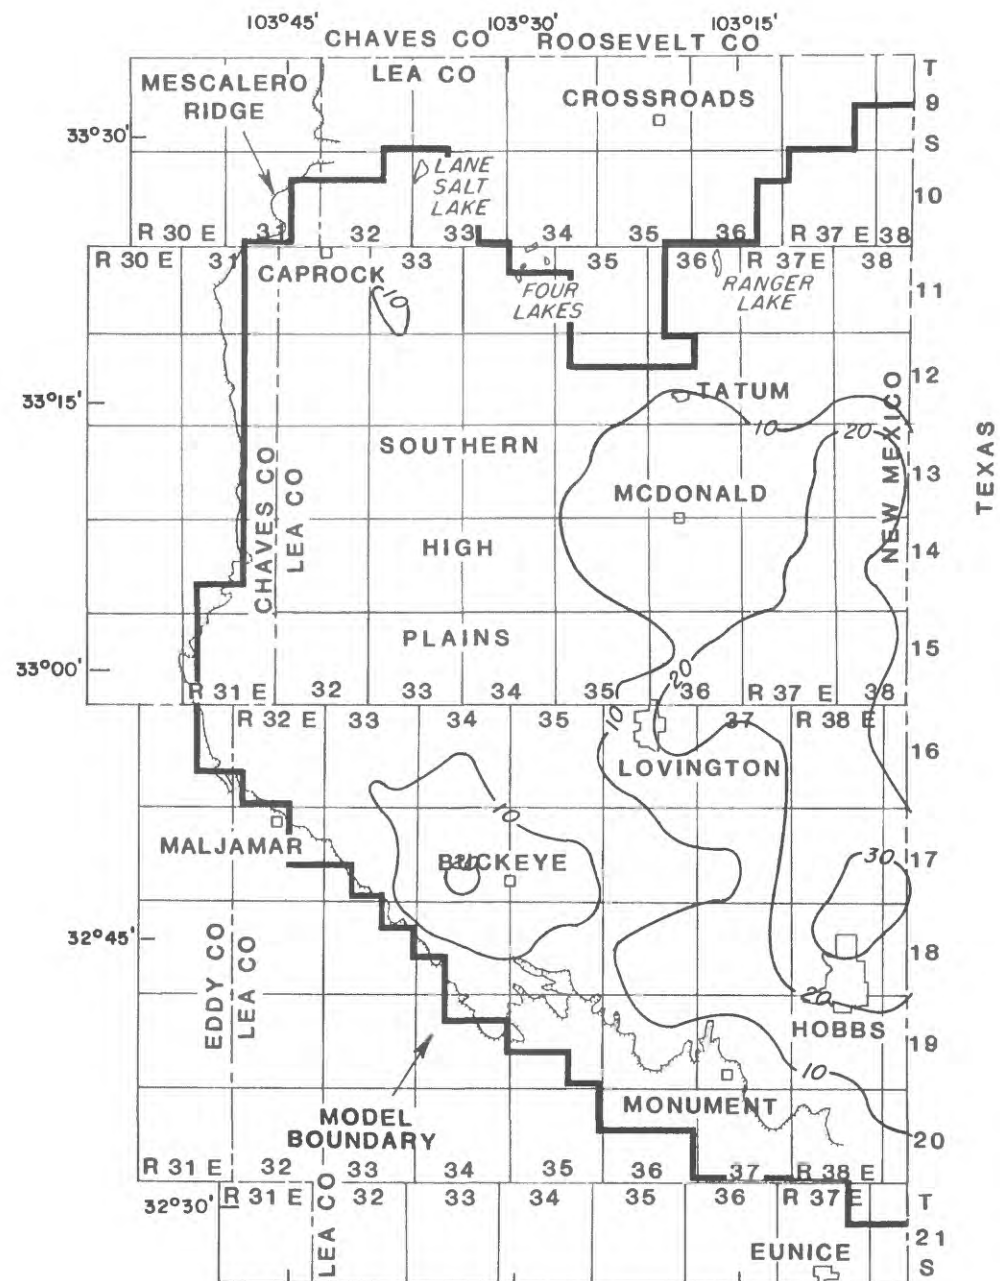 103°45' 103°30' 103°15'
CHAVES CO ROOSEVELT CO
LEA CO
T
MESCALERO
RIDGE
CROSSROADS
9
33°30'
S
LANE
SALT
LAKE
10
R 30 E 31 32 33 34 35 36 R 37 E 38
R 30 E 31 33 35 36 R 37 E 38
CAPROCK
FOUR
LAKES
RANGER
LAKE
10
11
33°15'
12
TATUM
10
20
SOUTHERN
13
MCDONALD
NEW MEXICO
TEXAS
CHAVES CO
LEA CO
HIGH
14
PLAINS
15
33°00'
20
R 31 E 32 33 34 35 36 R 37 E 38
R 32 E 33 34 35 37 R 38 E
10
16
LOVINGTON
10
MALJAMAR
BUCKEYE
17
30
20
32°45'
18
EDDY CO
LEA CO
20
HOBBS
19
10
MODEL
BOUNDARY
MONUMENT
20
R 31 E 32 33 34 35 36 37 R 38 E
R 31 E 32 33 34 35 36 R 37 E
T
32°30'
LEA CO
21
EUNICE
S